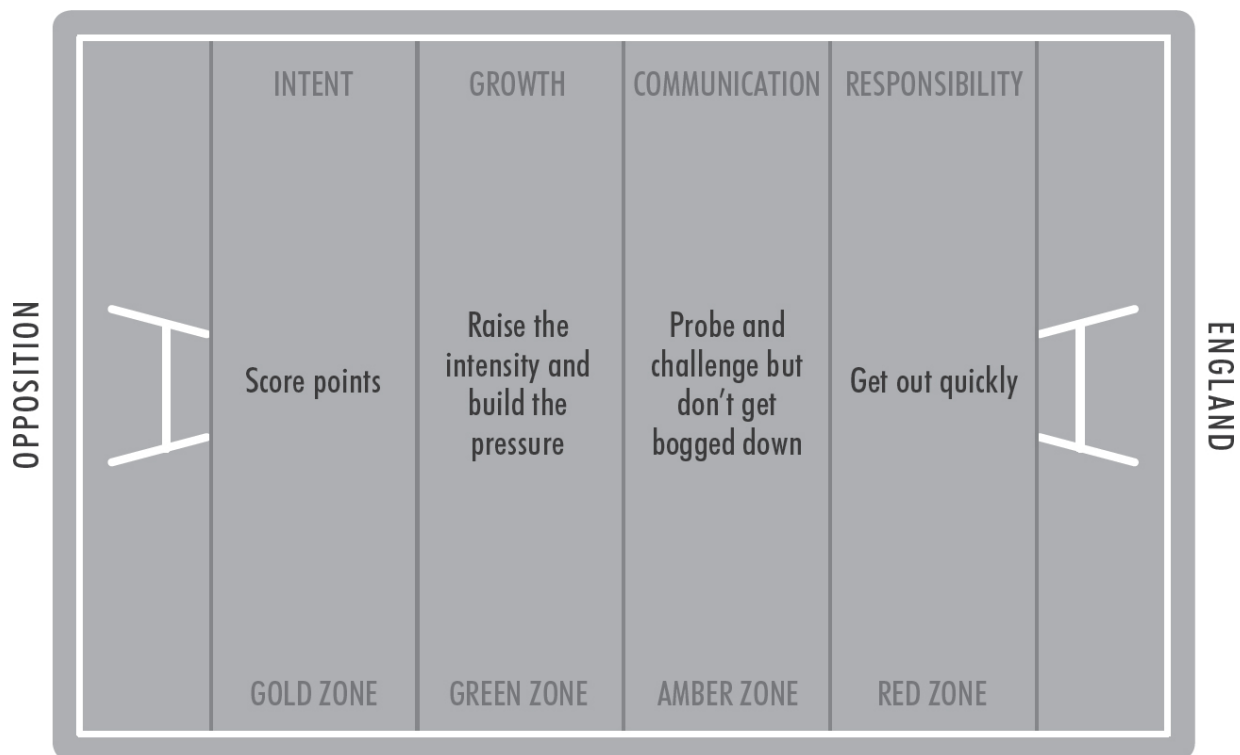 INTENT
GROWTH
COMMUNICATION
RESPONSIBILITY
OPPOSITION
Score points
Raise the
intensity and
build the
pressure
Probe and
challenge but
don't get
bogged down
Get out quickly
ENGLAND
GOLD ZONE
GREEN ZONE
AMBER ZONE
RED ZONE